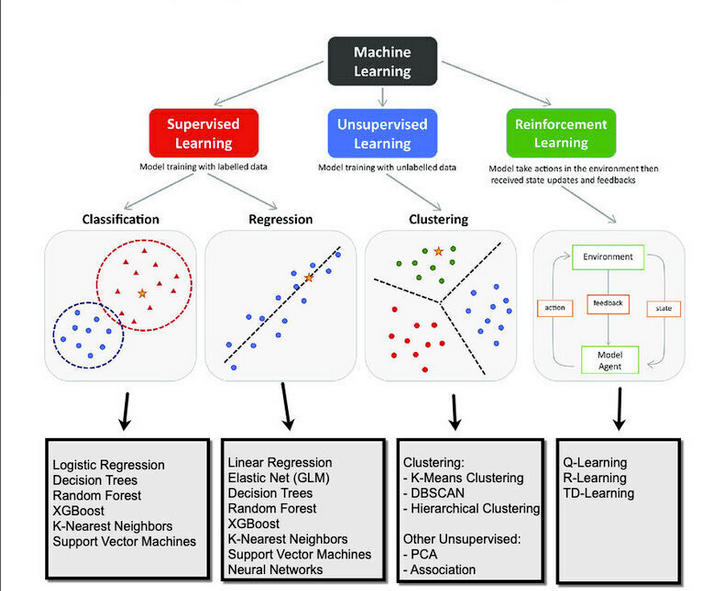 Machine
Learning
Supervised
Learning
Unsupervised
Learning
Reinforcement
Learning
Model training with labelled data
Model training with unlabelled data
Model take actions in the environment then
received state updates and feedbacks
Classification
Regression
Clustering
Environment
action
feedback
state
Model
Agent
Logistic Regression
Decision Trees
Random Forest
XGBoost
K-Nearest Neighbors
Support Vector Machines
Linear Regression
Elastic Net (GLM)
Decision Trees
Random Forest
XGBoost
K-Nearest Neighbors
Support Vector Machines
Neural Networks
Clustering:
- K-Means Clustering
- DBSCAN
- Hierarchical Clustering
Other Unsupervised:
- PCA
- Association
Q-Learning
R-Learning
TD-Learning